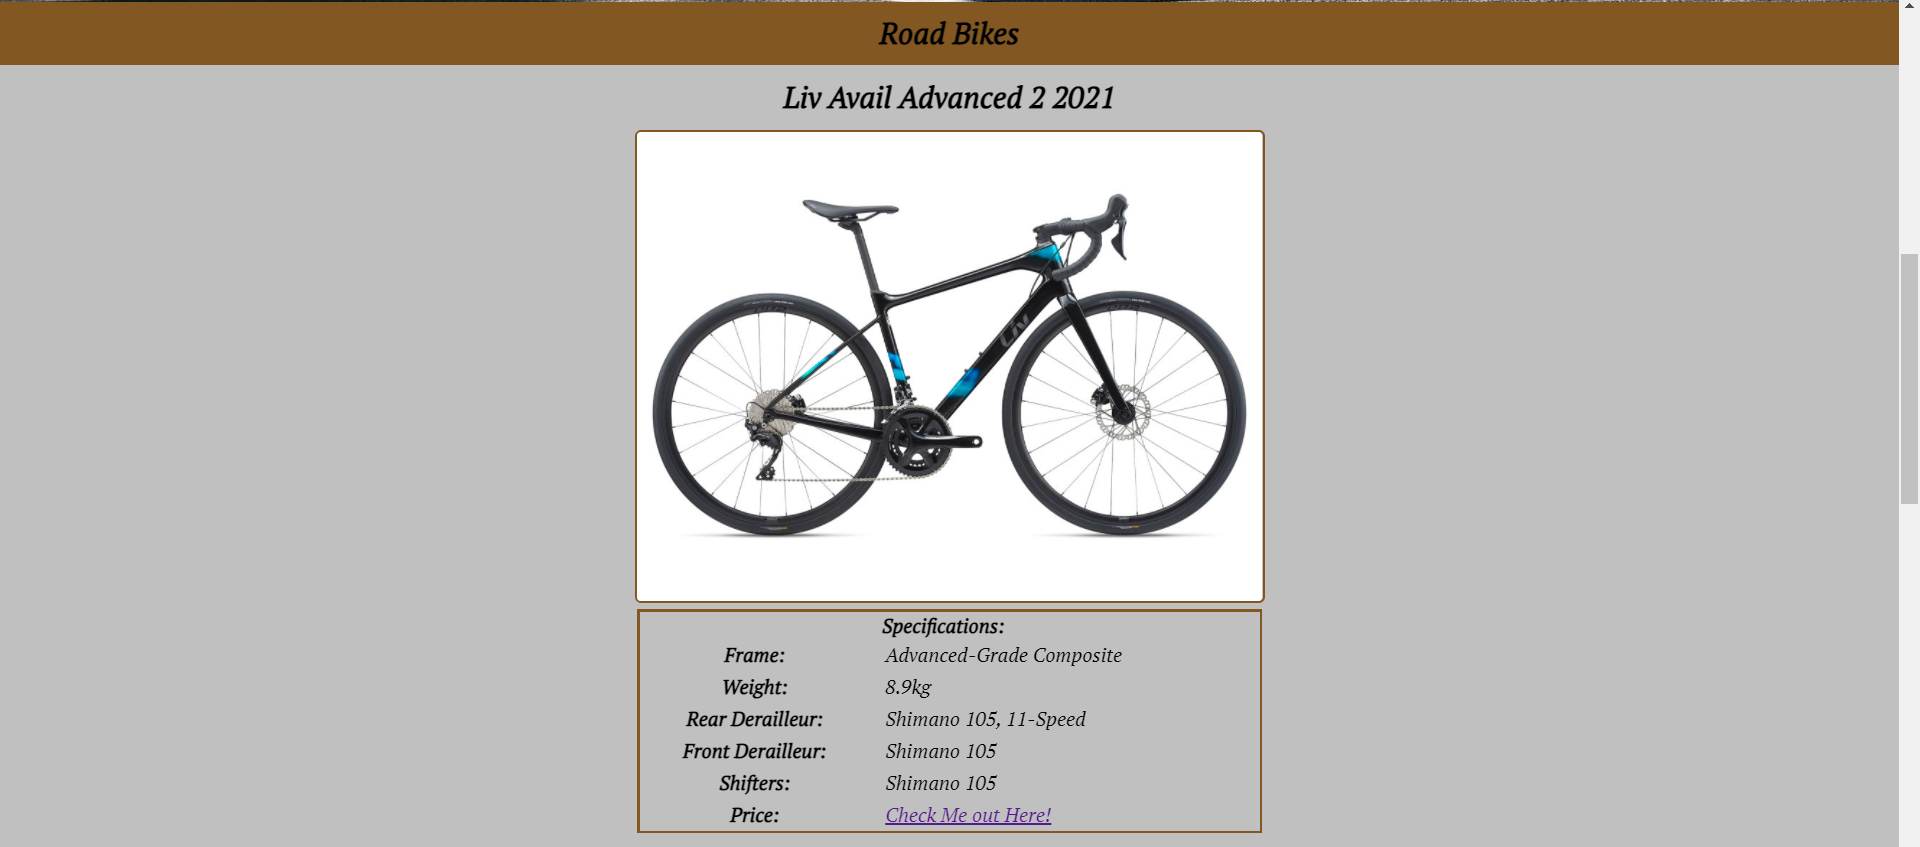 Road Bikes
Liv Avail Advanced 2 2021
Liv
Specifications:
Frame: Advanced-Grade Composite
Weight: 8.9kg
Rear Derailleur: Shimano 105, 11-Speed
Front Derailleur: Shimano 105
Shifters: Shimano 105
Price: Check Me out Here!